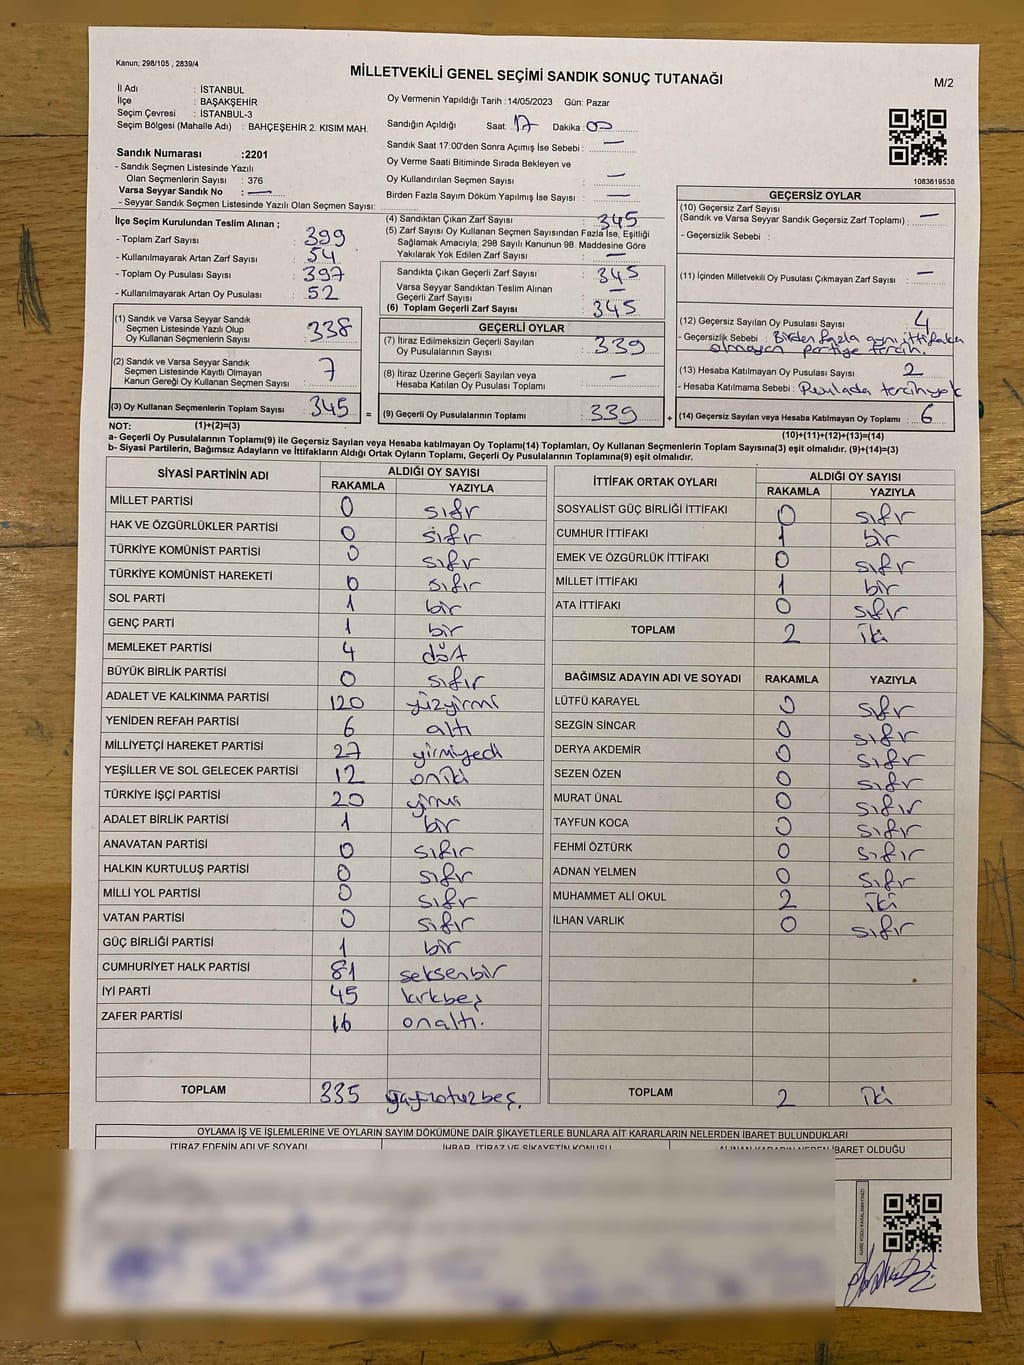 Kanun; 298/105 , 2839/4
MİLLETVEKİLİ GENEL SEÇİMİ SANDIK SONUÇ TUTANAĞI
M/2
İl Adı : İSTANBUL
İlçe : BAŞAKŞEHİR
Seçim Çevresi : İSTANBUL-3
Seçim Bölgesi (Mahalle Adı) : BAHÇEŞEHİR 2. KISIM MAH.
Sandık Numarası :2201
- Sandık Seçmen Listesinde Yazılı
Olan Seçmenlerin Sayısı : 376
Varsa Seyyar Sandık No : —
- Seyyar Sandık Seçmen Listesinde Yazılı Olan Seçmen Sayısı:
Oy Vermenin Yapıldığı Tarih : 14/05/2023 Gün: Pazar
Sandığın Açıldığı Saat: 17 Dakika : 00
Sandık Saat 17:00'den Sonra Açımış İse Sebebi : —
Oy Verme Saati Bitiminde Sırada Bekleyen ve
Oy Kullandırılan Seçmen Sayısı : —
Birden Fazla Sayım Döküm Yapılmış İse Sayısı : —
1083619538
İlçe Seçim Kurulundan Teslim Alınan ;
- Toplam Zarf Sayısı : 399
- Kullanılmayarak Artan Zarf Sayısı : 54
- Toplam Oy Pusulası Sayısı : 397
- Kullanılmayarak Artan Oy Pusulası : 52
(4) Sandıktan Çıkan Zarf Sayısı : 345
(5) Zarf Sayısı Oy Kullanan Seçmen Sayısından Fazla İse, Eşitliği
Sağlamak Amacıyla, 298 Sayılı Kanunun 98. Maddesine Göre
Yakılarak Yok Edilen Zarf Sayısı : —
Sandıkta Çıkan Geçerli Zarf Sayısı : 345
Varsa Seyyar Sandıktan Teslim Alınan
Geçerli Zarf Sayısı : —
(6) Toplam Geçerli Zarf Sayısı : 345
GEÇERSİZ OYLAR
(10) Geçersiz Zarf Sayısı
(Sandık ve Varsa Seyyar Sandık Geçersiz Zarf Toplamı) : —
- Geçersizlik Sebebi :
(11) İçinden Milletvekili Oy Pusulası Çıkmayan Zarf Sayısı : —
(12) Geçersiz Sayılan Oy Pusulası Sayısı : 4
- Geçersizlik Sebebi : Birden fazla aynı ittifakta
olmayan partiye tercih.
(13) Hesaba Katılmayan Oy Pusulası Sayısı : 2
- Hesaba Katılmama Sebebi : Pusulada tercih yok
(14) Geçersiz Sayılan veya Hesaba Katılmayan Oy Toplamı : 6
(10)+(11)+(12)+(13)=(14)
(1) Sandık ve Varsa Seyyar Sandık
Seçmen Listesinde Yazılı Olup
Oy Kullanan Seçmenlerin Sayısı : 338
(2) Sandık ve Varsa Seyyar Sandık
Seçmen Listesinde Kayıtlı Olmayan
Kanun Gereği Oy Kullanan Seçmen Sayısı : 7
(3) Oy Kullanan Seçmenlerin Toplam Sayısı : 345 =
GEÇERLİ OYLAR
(7) İtiraz Edilmeksizin Geçerli Sayılan
Oy Pusulalarının Sayısı : 339
(8) İtiraz Üzerine Geçerli Sayılan veya
Hesaba Katılan Oy Pusulası Toplamı : —
(9) Geçerli Oy Pusulalarının Toplamı : 339 +
NOT: (1)+(2)=(3)
a- Geçerli Oy Pusulalarının Toplamı(9) ile Geçersiz Sayılan veya Hesaba katılmayan Oy Toplamı(14) Toplamları, Oy Kullanan Seçmenlerin Toplam Sayısına(3) eşit olmalıdır. (9)+(14)=(3)
b- Siyasi Partilerin, Bağımsız Adayların ve İttifakların Aldığı Ortak Oyların Toplamı, Geçerli Oy Pusulalarının Toplamına(9) eşit olmalıdır.
SİYASİ PARTİNİN ADI ALDIĞI OY SAYISI
RAKAMLA YAZIYLA
MİLLET PARTİSİ 0 sıfır
HAK VE ÖZGÜRLÜKLER PARTİSİ 0 sıfır
TÜRKİYE KOMÜNİST PARTİSİ 0 sıfır
TÜRKİYE KOMÜNİST HAREKETİ 0 sıfır
SOL PARTİ 1 bir
GENÇ PARTİ 1 bir
MEMLEKET PARTİSİ 4 dört
BÜYÜK BİRLİK PARTİSİ 0 sıfır
ADALET VE KALKINMA PARTİSİ 120 yüzyirmi
YENİDEN REFAH PARTİSİ 6 altı
MİLLİYETÇİ HAREKET PARTİSİ 27 yirmiyedi
YEŞİLLER VE SOL GELECEK PARTİSİ 12 oniki
TÜRKİYE İŞÇİ PARTİSİ 20 yirmi
ADALET BİRLİK PARTİSİ 1 bir
ANAVATAN PARTİSİ 0 sıfır
HALKIN KURTULUŞ PARTİSİ 0 sıfır
MİLLİ YOL PARTİSİ 0 sıfır
VATAN PARTİSİ 0 sıfır
GÜÇ BİRLİĞİ PARTİSİ 1 bir
CUMHURİYET HALK PARTİSİ 81 seksenbir
İYİ PARTİ 45 kırkbeş
ZAFER PARTİSİ 16 onaltı.
TOPLAM 335 üçyüzotuzbeş.
İTTİFAK ORTAK OYLARI ALDIĞI OY SAYISI
RAKAMLA YAZIYLA
SOSYALIST GÜÇ BİRLİĞİ İTTİFAKI 0 sıfır
CUMHUR İTTİFAKI 1 bir
EMEK VE ÖZGÜRLÜK İTTİFAKI 0 sıfır
MİLLET İTTİFAKI 1 bir
ATA İTTİFAKI 0 sıfır
TOPLAM 2 iki
BAĞIMSIZ ADAYIN ADI VE SOYADI RAKAMLA YAZIYLA
LÜTFÜ KARAYEL 0 sıfır
SEZGİN SİNCAR 0 sıfır
DERYA AKDEMİR 0 sıfır
SEZEN ÖZEN 0 sıfır
MURAT ÜNAL 0 sıfır
TAYFUN KOCA 0 sıfır
FEHMİ ÖZTÜRK 0 sıfır
ADNAN YELMEN 0 sıfır
MUHAMMET ALİ OKUL 2 iki
İLHAN VARLIK 0 sıfır
TOPLAM 2 iki
OYLAMA İŞ VE İŞLEMLERİNE VE OYLARIN SAYIM DÖKÜMÜNE DAİR ŞİKAYETLERLE BUNLARA AİT KARARLARIN NELERDEN İBARET BULUNDUKLARI
İTİRAZ EDENİN ADI VE SOYADI İHBAR, İTİRAZ VE ŞİKAYETİN KONUSU ALINAN KARARIN NEDEN İBARET OLDUĞU
KARE KODU KARALAMAYINIZ!